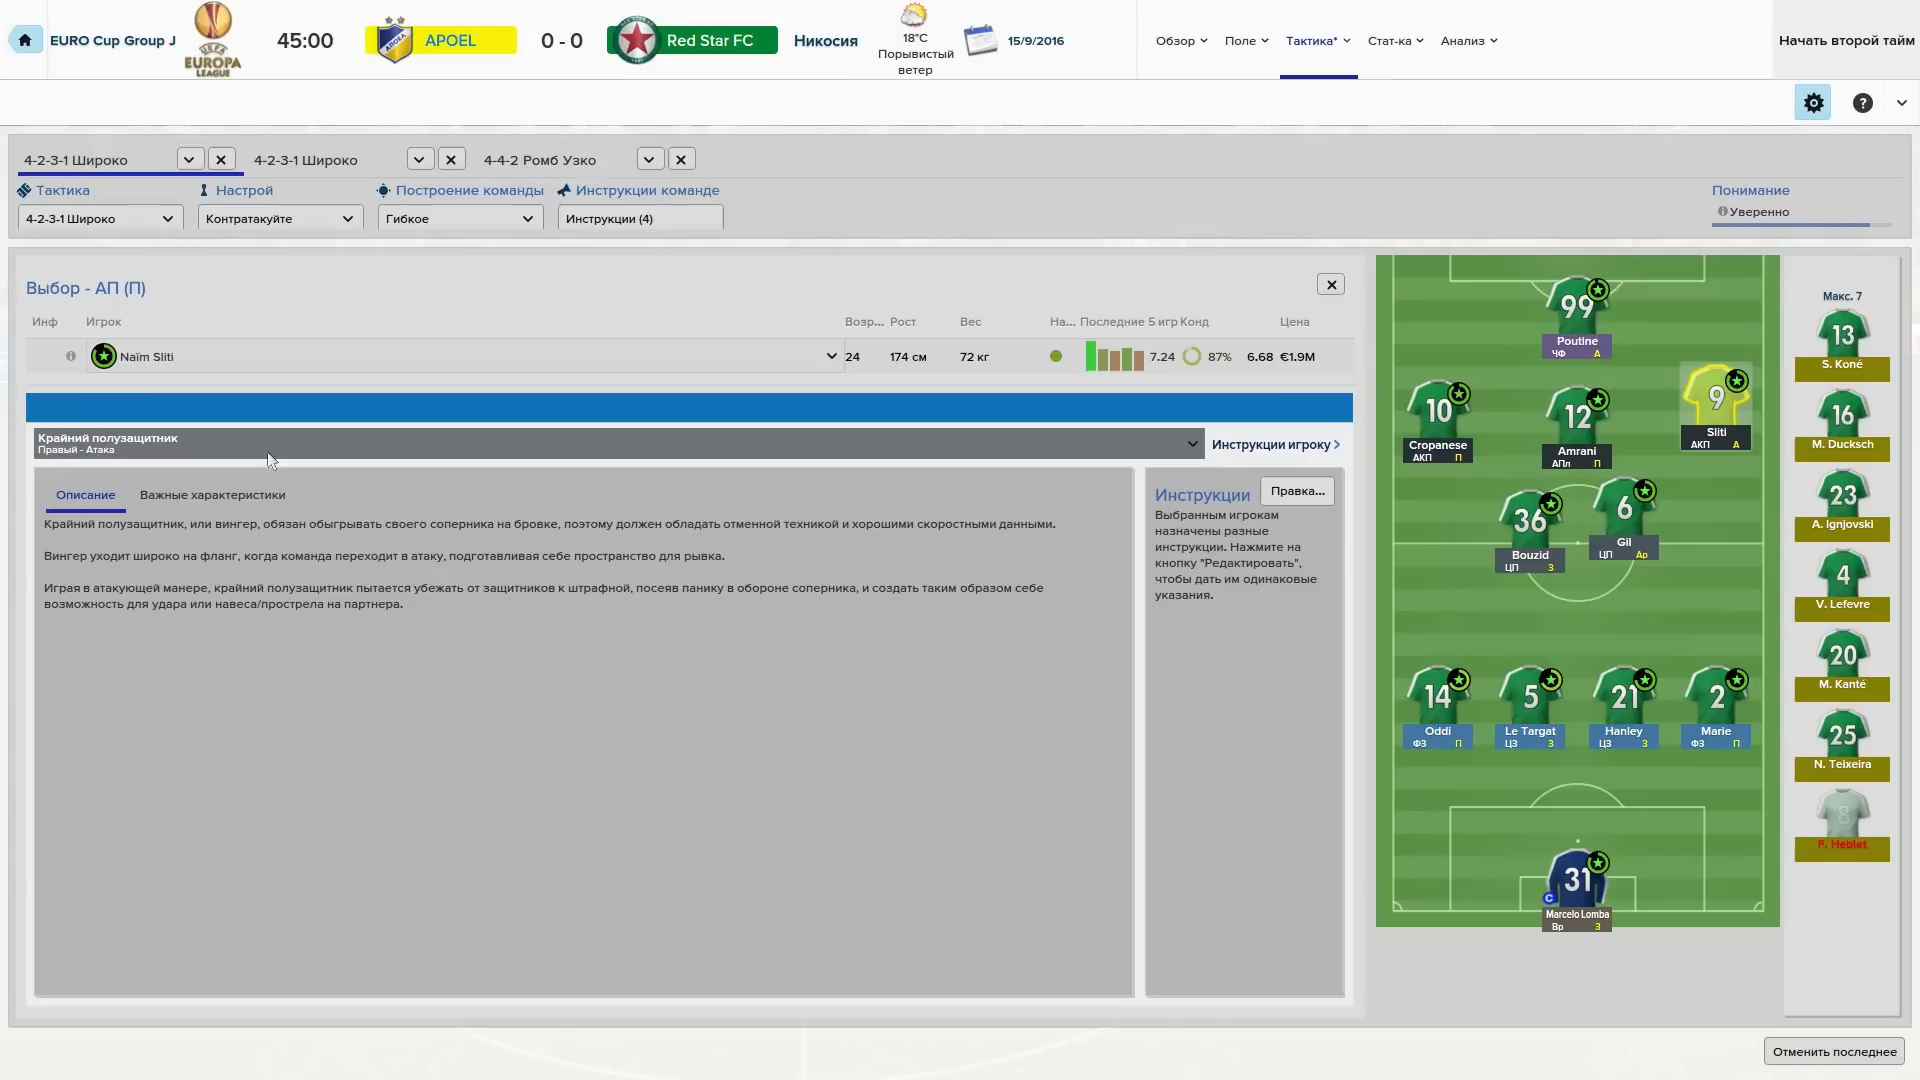 EURO Cup Group J
UEFA
EUROPA
LEAGUE
45:00
APOEL
0 - 0
Red Star FC
Никосия
18°C
Порывистый
ветер
15/9/2016
Обзор
Поле
Тактика*
Стат-ка
Анализ
Начать второй тайм
?
4-2-3-1 Широко
4-2-3-1 Широко
4-4-2 Ромб Узко
Тактика
Настрой
Построение команды
Инструкции команде
Понимание
4-2-3-1 Широко
Контратакуйте
Гибкое
Инструкции (4)
Уверенно
Выбор - АП (П)
Инф Игрок Возр... Рост Вес На... Последние 5 игр Конд Цена
Naïm Sliti 24 174 см 72 кг 7.24 87% 6.68 €1.9M
Крайний полузащитник
Правый - Атака
Инструкции игроку
Описание
Важные характеристики
Крайний полузащитник, или вингер, обязан обыгрывать своего соперника на бровке, поэтому должен обладать отменной техникой и хорошими скоростными данными.
Вингер уходит широко на фланг, когда команда переходит в атаку, подготавливая себе пространство для рывка.
Играя в атакующей манере, крайний полузащитник пытается убежать от защитников к штрафной, посеяв панику в обороне соперника, и создать таким образом себе
возможность для удара или навеса/прострела на партнера.
Инструкции
Правка...
Выбранным игрокам
назначены разные
инструкции. Нажмите на
кнопку "Редактировать",
чтобы дать им одинаковые
указания.
99
Poutine
ЧФ А
10
Cropanese
АКП П
12
Amrani
АПл П
9
Sliti
АКП А
36
Bouzid
ЦП З
6
Gil
ЦП Ар
14
Oddi
ФЗ П
5
Le Targat
ЦЗ З
21
Hanley
ЦЗ З
2
Marie
ФЗ П
31
C
Marcelo Lomba
Вр З
Макс. 7
13
S. Koné
16
M. Ducksch
23
A. Ignjovski
4
V. Lefevre
20
M. Kanté
25
N. Teixeira
8
F. Heblat
Отменить последнее